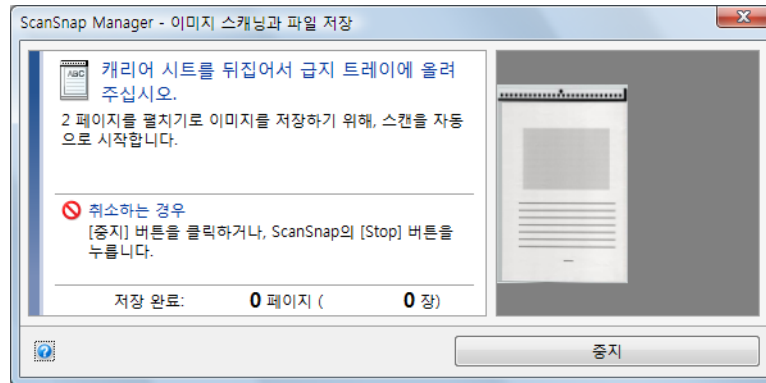 ScanSnap Manager - 이미지 스캐닝과 파일 저장
ABC
캐리어 시트를 뒤집어서 급지 트레이에 올려
주십시오.
2 페이지를 펼치기로 이미지를 저장하기 위해, 스캔을 자동
으로 시작합니다.
취소하는 경우
[중지] 버튼을 클릭하거나, ScanSnap의 [Stop] 버튼을
누릅니다.
저장 완료: 0 페이지 ( 0 장)
중지